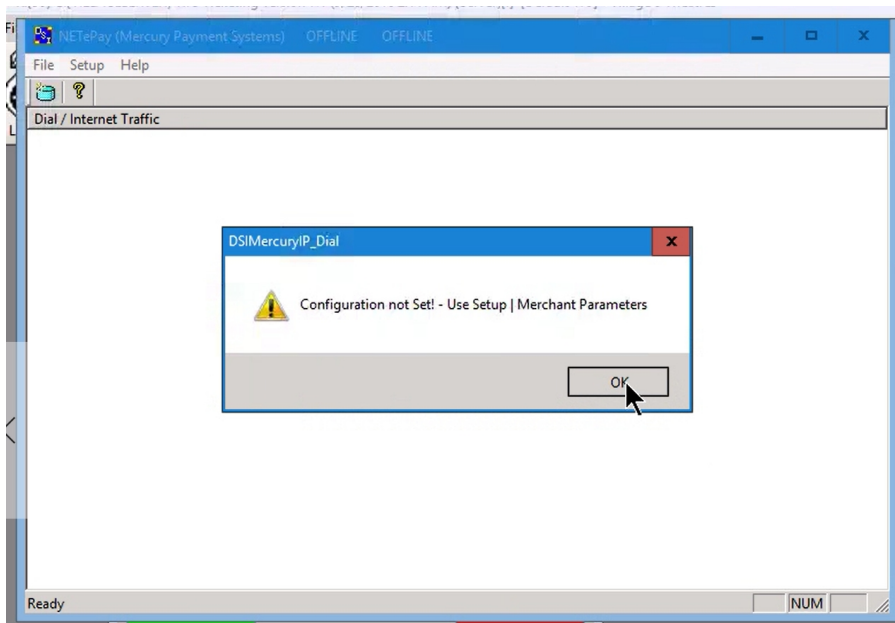 NETePay (Mercury Payment Systems) OFFLINE OFFLINE
File Setup Help
Dial / Internet Traffic
DSIMercuryIP_Dial
Configuration not Set! - Use Setup | Merchant Parameters
OK
Ready NUM